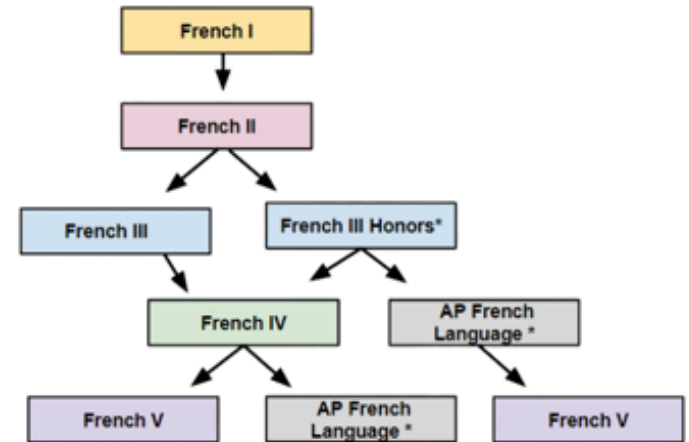 French I
French II
French III
French III Honors*
French IV
AP French
Language *
French V
AP French
Language *
French V